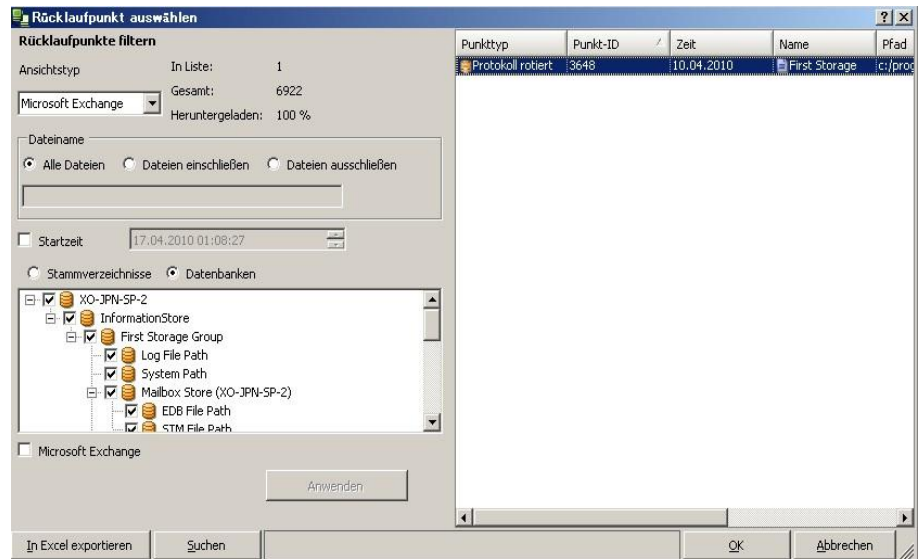 Rücklaufpunkt auswählen
Rücklaufpunkte filtern
Ansichtstyp
Microsoft Exchange
In Liste: 1
Gesamt: 6922
Heruntergeladen: 100 %
Dateiname
Alle Dateien Dateien einschließen Dateien ausschließen
Startzeit 17.04.2010 01:08:27
Stammverzeichnisse Datenbanken
XO-JPN-SP-2
InformationStore
First Storage Group
Log File Path
System Path
Mailbox Store (XO-JPN-SP-2)
EDB File Path
STM File Path
Microsoft Exchange
Anwenden
Punkttyp Punkt-ID Zeit Name Pfad
Protokoll rotiert 3648 10.04.2010 First Storage c:/prog
In Excel exportieren Suchen OK Abbrechen